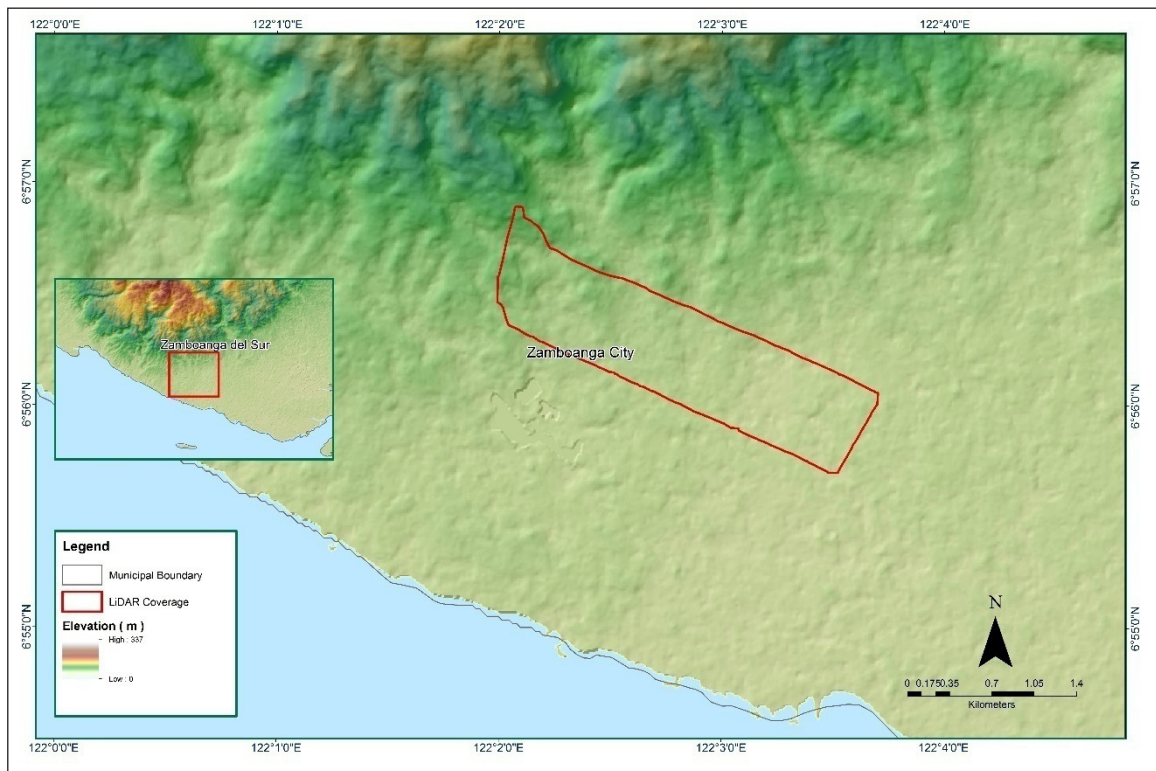 122°0'0"E 122°1'0"E 122°2'0"E 122°3'0"E 122°4'0"E
6°57'0"N 6°57'0"N
Zamboanga del Sur
Zamboanga City
6°56'0"N 6°56'0"N
Legend
Municipal Boundary
LiDAR Coverage
Elevation ( m )
High : 337
Low : 0
6°55'0"N 6°55'0"N
N
0 0.175 0.35 0.7 1.05 1.4
Kilometers
122°0'0"E 122°1'0"E 122°2'0"E 122°3'0"E 122°4'0"E